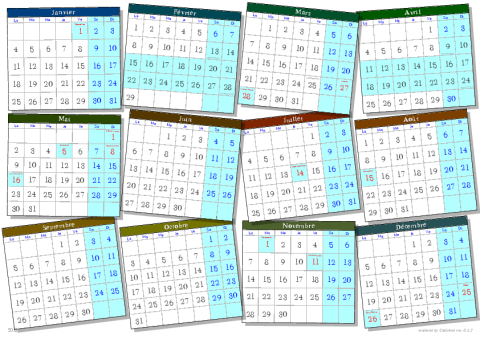 Janvier
Lu Ma Me Je Ve Sa Di
1 2 3
4 5 6 7 8 9 10
11 12 13 14 15 16 17
18 19 20 21 22 23 24
25 26 27 28 29 30 31
Février
Lu Ma Me Je Ve Sa Di
1 2 3 4 5 6 7
8 9 10 11 12 13 14
15 16 17 18 19 20 21
22 23 24 25 26 27 28
29
Mars
Lu Ma Me Je Ve Sa Di
1 2 3 4 5 6
7 8 9 10 11 12 13
14 15 16 17 18 19 20
21 22 23 24 25 26 27
28 29 30 31
Avril
Lu Ma Me Je Ve Sa Di
1 2 3
4 5 6 7 8 9 10
11 12 13 14 15 16 17
18 19 20 21 22 23 24
25 26 27 28 29 30
Mai
Lu Ma Me Je Ve Sa Di
1
2 3 4 5 6 7 8
9 10 11 12 13 14 15
16 17 18 19 20 21 22
23 24 25 26 27 28 29
30 31
Juin
Lu Ma Me Je Ve Sa Di
1 2 3 4 5
6 7 8 9 10 11 12
13 14 15 16 17 18 19
20 21 22 23 24 25 26
27 28 29 30
Juillet
Lu Ma Me Je Ve Sa Di
1 2 3
4 5 6 7 8 9 10
11 12 13 14 15 16 17
18 19 20 21 22 23 24
25 26 27 28 29 30 31
Août
Lu Ma Me Je Ve Sa Di
1 2 3 4 5 6 7
8 9 10 11 12 13 14
15 16 17 18 19 20 21
22 23 24 25 26 27 28
29 30 31
Septembre
Lu Ma Me Je Ve Sa Di
1 2 3 4
5 6 7 8 9 10 11
12 13 14 15 16 17 18
19 20 21 22 23 24 25
26 27 28 29 30
Octobre
Lu Ma Me Je Ve Sa Di
1 2
3 4 5 6 7 8 9
10 11 12 13 14 15 16
17 18 19 20 21 22 23
24 25 26 27 28 29 30
31
Novembre
Lu Ma Me Je Ve Sa Di
1 2 3 4 5 6
7 8 9 10 11 12 13
14 15 16 17 18 19 20
21 22 23 24 25 26 27
28 29 30
Décembre
Lu Ma Me Je Ve Sa Di
1 2 3 4
5 6 7 8 9 10 11
12 13 14 15 16 17 18
19 20 21 22 23 24 25
26 27 28 29 30 31